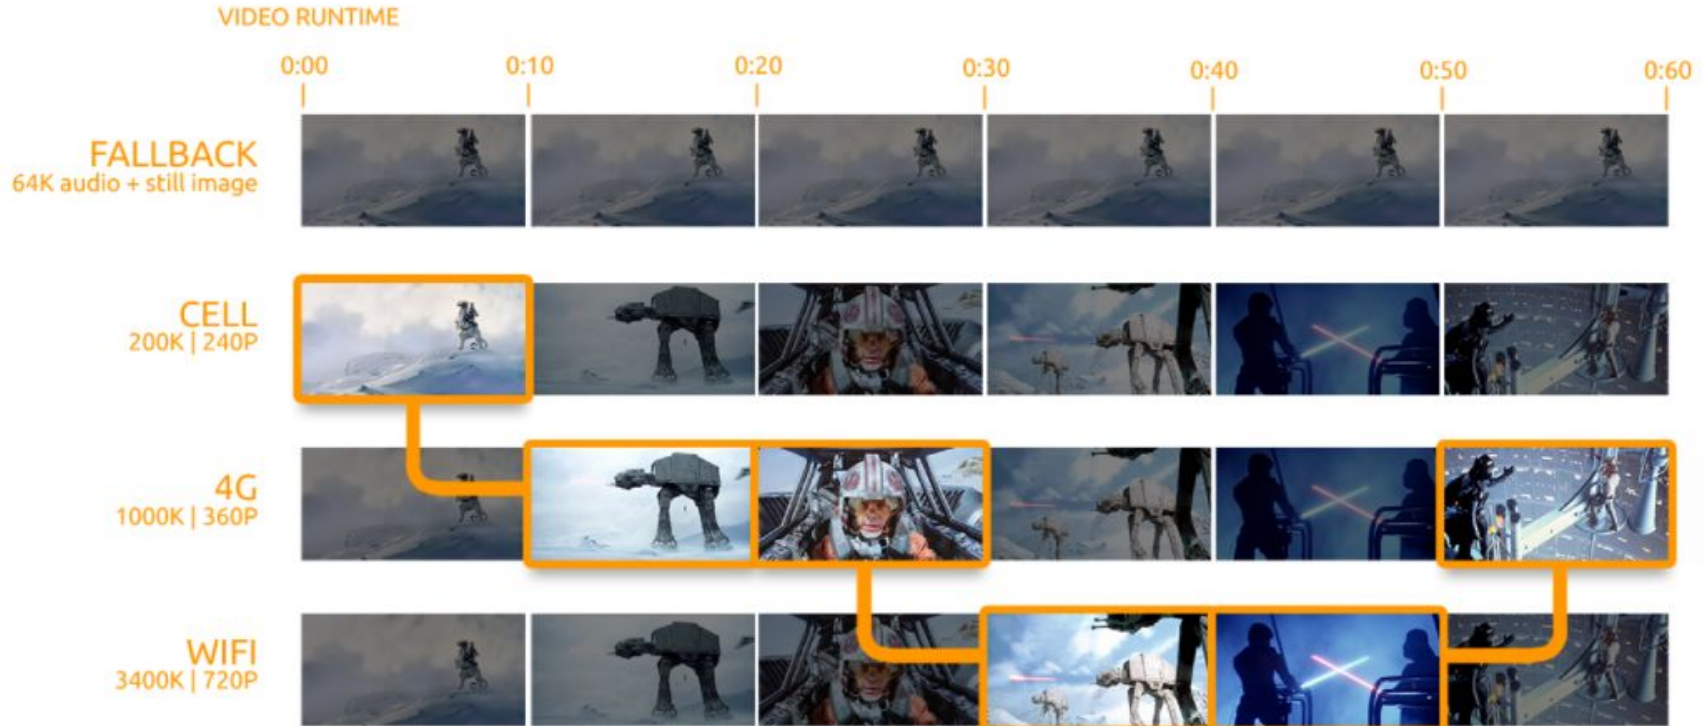 VIDEO RUNTIME
0:00 0:10 0:20 0:30 0:40 0:50 0:60
FALLBACK
64K audio + still image
CELL
200K | 240P
4G
1000K | 360P
WIFI
3400K | 720P